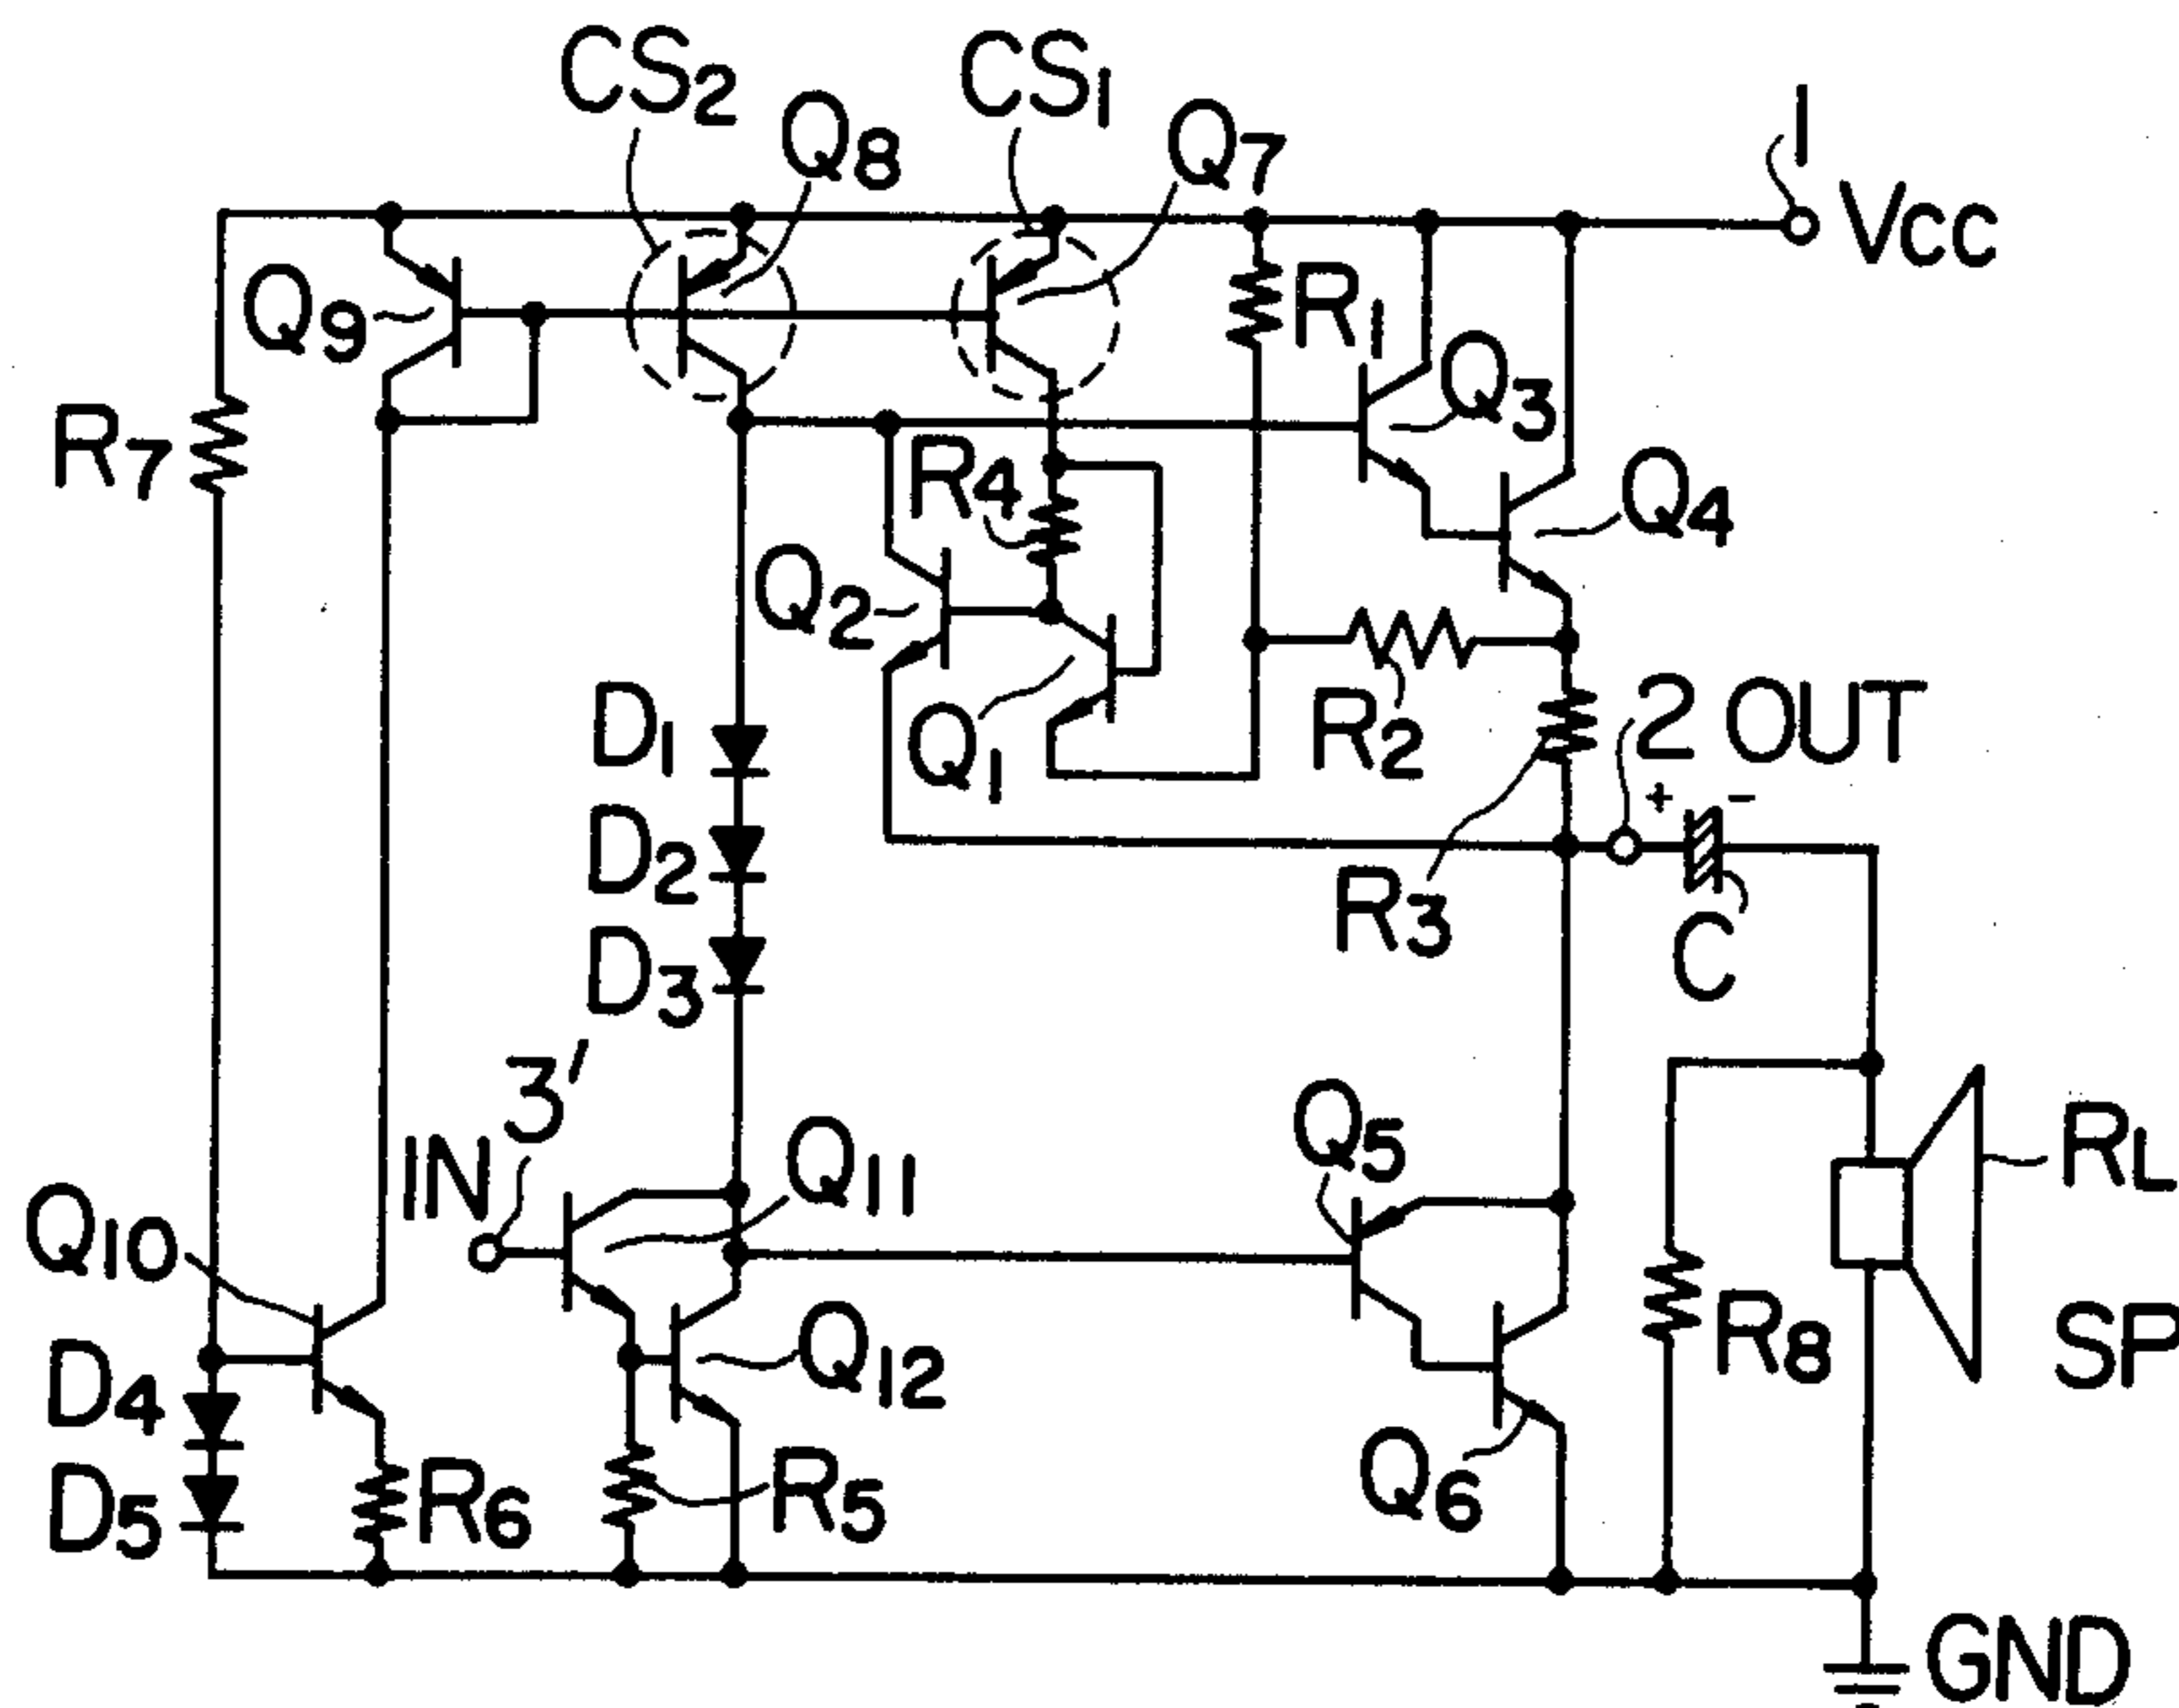 CS2
Q8
CS1
Q7
1
VCC
Q9
R1
Q3
R7
R4
Q4
Q2
D1
Q1
R2
2 OUT
+ -
D2
R3
C
D3
3'
IN
Q11
Q5
RL
Q10
Q12
R8
SP
D4
D5
R6
R5
Q6
GND